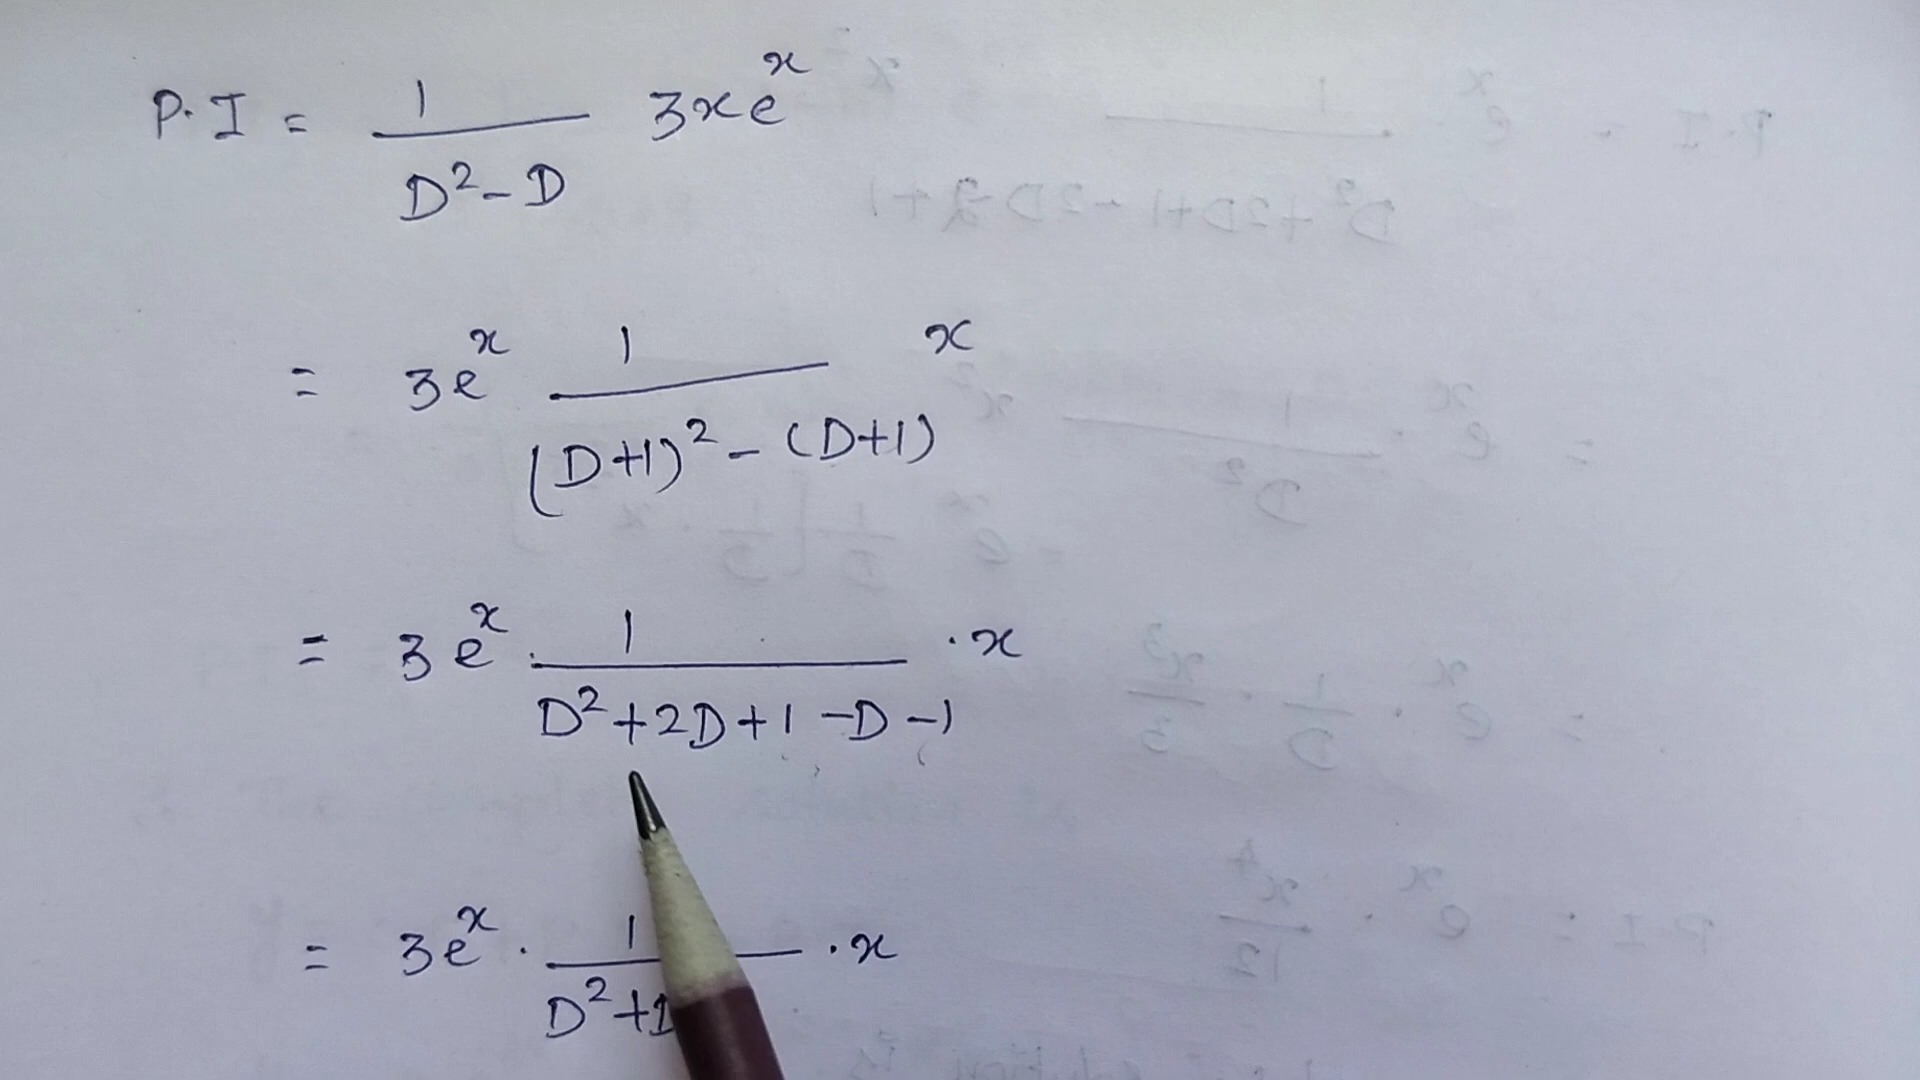 P.I = 1/(D²-D) 3xeˣ
= 3eˣ 1/((D+1)²-(D+1)) x
= 3eˣ. 1/(D²+2D+1-D-1) .x
= 3eˣ. 1/(D²+D) .x